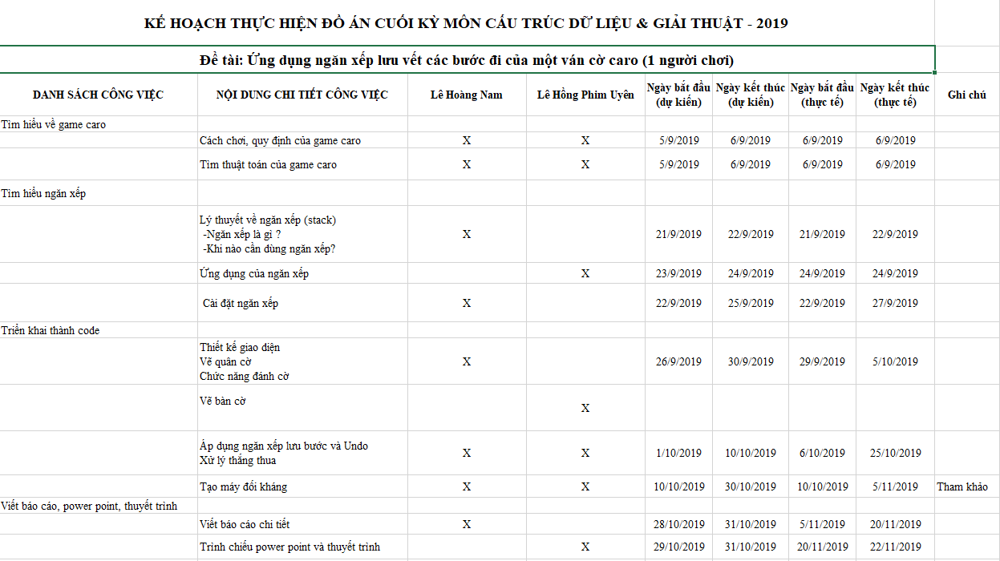 KẾ HOẠCH THỰC HIỆN ĐỒ ÁN CUỐI KỲ MÔN CẤU TRÚC DỮ LIỆU & GIẢI THUẬT - 2019
Đề tài: Ứng dụng ngăn xếp lưu vết các bước đi của một ván cờ caro (1 người chơi)
DANH SÁCH CÔNG VIỆC NỘI DUNG CHI TIẾT CÔNG VIỆC Lê Hoàng Nam Lê Hồng Phim Uyên Ngày bắt đầu (dự kiến) Ngày kết thúc (dự kiến) Ngày bắt đầu (thực tế) Ngày kết thúc (thực tế) Ghi chú
Tìm hiểu về game caro
Cách chơi, quy định của game caro X X 5/9/2019 6/9/2019 6/9/2019 6/9/2019
Tìm thuật toán của game caro X X 5/9/2019 6/9/2019 6/9/2019 6/9/2019
Tìm hiểu ngăn xếp
Lý thuyết về ngăn xếp (stack)
-Ngăn xếp là gì ? X 21/9/2019 22/9/2019 21/9/2019 22/9/2019
-Khi nào cần dùng ngăn xếp?
Ứng dụng của ngăn xếp X 23/9/2019 24/9/2019 24/9/2019 24/9/2019
Cài đặt ngăn xếp X 22/9/2019 25/9/2019 22/9/2019 27/9/2019
Triển khai thành code
Thiết kế giao diện
Vẽ quân cờ X 26/9/2019 30/9/2019 29/9/2019 5/10/2019
Chức năng đánh cờ
Vẽ bàn cờ
X
Áp dụng ngăn xếp lưu bước và Undo
Xử lý thắng thua X X 1/10/2019 10/10/2019 6/10/2019 25/10/2019
Tạo máy đối kháng X X 10/10/2019 30/10/2019 10/10/2019 5/11/2019 Tham khảo
Viết báo cáo, power point, thuyết trình
Viết báo cáo chi tiết X 28/10/2019 31/10/2019 5/11/2019 20/11/2019
Trình chiếu power point và thuyết trình X 29/10/2019 31/10/2019 20/11/2019 22/11/2019